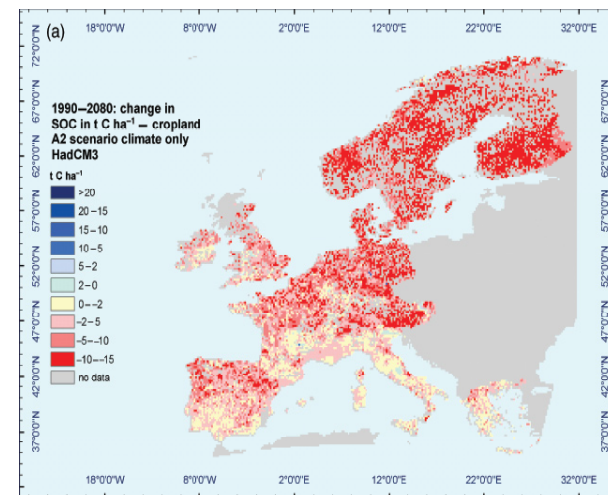 (a)
18°0'0"W 8°0'0"W 2°0'0"E 12°0'0"E 22°0'0"E 32°0'0"E
72°0'0"N
67°0'0"N
62°0'0"N
57°0'0"N
52°0'0"N
47°0'0"N
42°0'0"N
37°0'0"N
1990–2080: change in
SOC in t C ha⁻¹ – cropland
A2 scenario climate only
HadCM3
t C ha⁻¹
>20
20–15
15–10
10–5
5–2
2–0
0–-2
-2–-5
-5–-10
-10–-15
no data
72°0'0"N
67°0'0"N
62°0'0"N
57°0'0"N
52°0'0"N
47°0'0"N
42°0'0"N
37°0'0"N
18°0'0"W 8°0'0"W 2°0'0"E 12°0'0"E 22°0'0"E 32°0'0"E